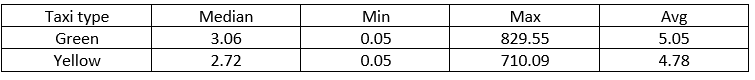 Taxi type Median Min Max Avg
Green 3.06 0.05 829.55 5.05
Yellow 2.72 0.05 710.09 4.78